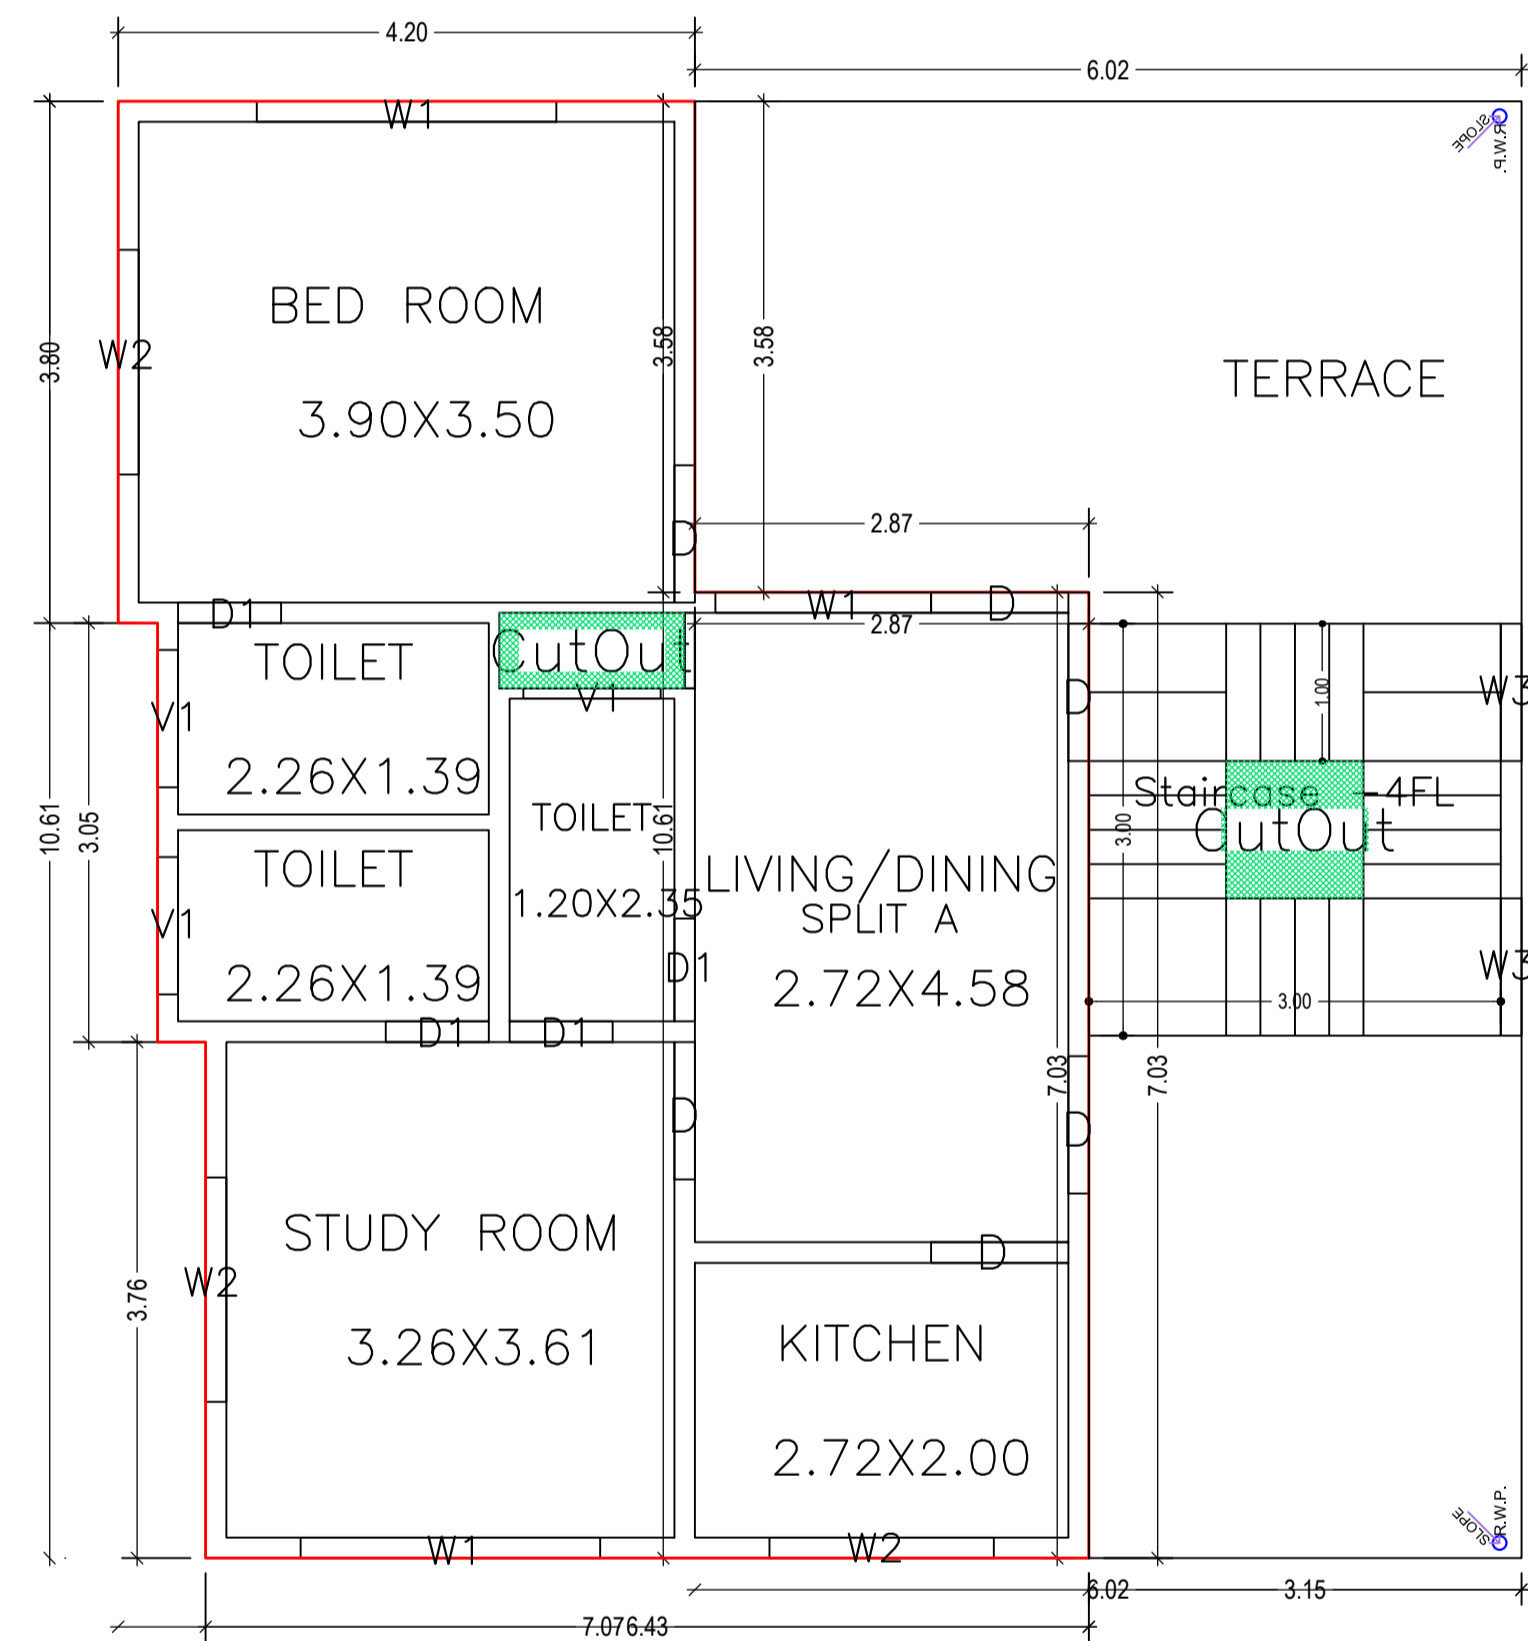 4.20
6.02
W1
SLOPE
R.W.P.
BED ROOM
3.90X3.50
W2
3.80
3.58
3.58
TERRACE
2.87
D
D1
W1
D
2.87
CutOut
TOILET
V1
V1
D
1.00
W3
2.26X1.39
Staircase -4FL
CutOut
TOILET
1.20X2.35
10.61
3.05
10.61
3.00
LIVING/DINING
SPLIT A
2.72X4.58
TOILET
V1
2.26X1.39
D1
W3
3.00
D1
D1
7.03
7.03
D
D
STUDY ROOM
3.26X3.61
W2
3.76
D
KITCHEN
2.72X2.00
W1
W2
SLOPE
R.W.P.
6.02
3.15
7.076.43